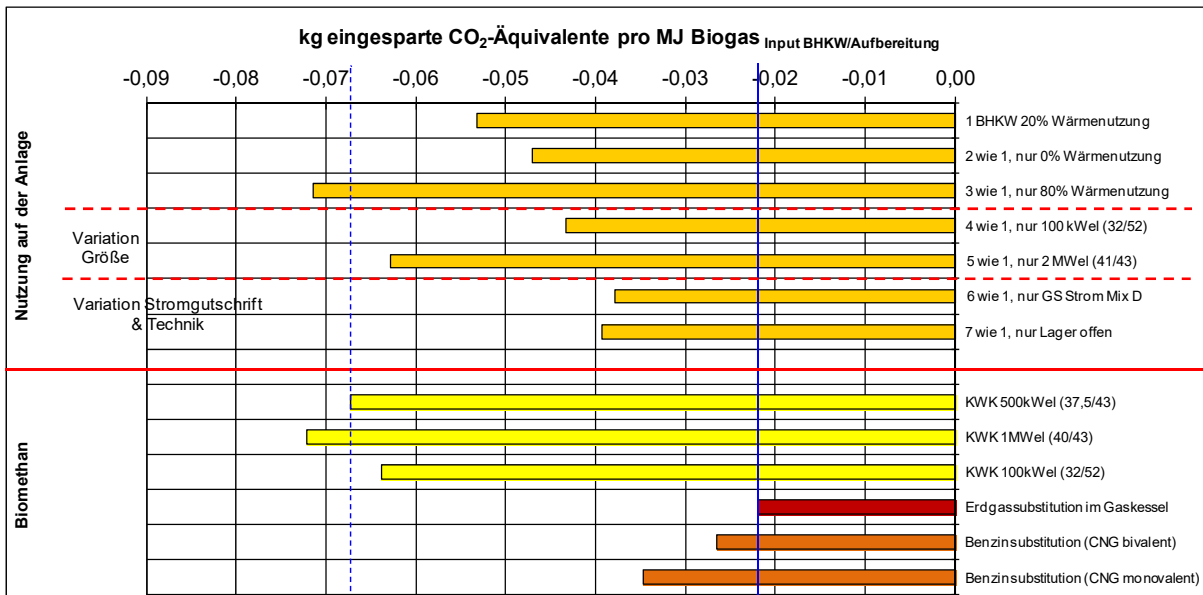 kg eingesparte CO₂-Äquivalente pro MJ Biogas Input BHKW/Aufbereitung
-0,09 -0,08 -0,07 -0,06 -0,05 -0,04 -0,03 -0,02 -0,01 0,00
Nutzung auf der Anlage
1 BHKW 20% Wärmenutzung
2 wie 1, nur 0% Wärmenutzung
3 wie 1, nur 80% Wärmenutzung
Variation
Größe
4 wie 1, nur 100 kWel (32/52)
5 wie 1, nur 2 MWel (41/43)
Variation Stromgutschrift
& Technik
6 wie 1, nur GS Strom Mix D
7 wie 1, nur Lager offen
Biomethan
KWK 500kWel (37,5/43)
KWK 1MWel (40/43)
KWK 100kWel (32/52)
Erdgassubstitution im Gaskessel
Benzinsubstitution (CNG bivalent)
Benzinsubstitution (CNG monovalent)